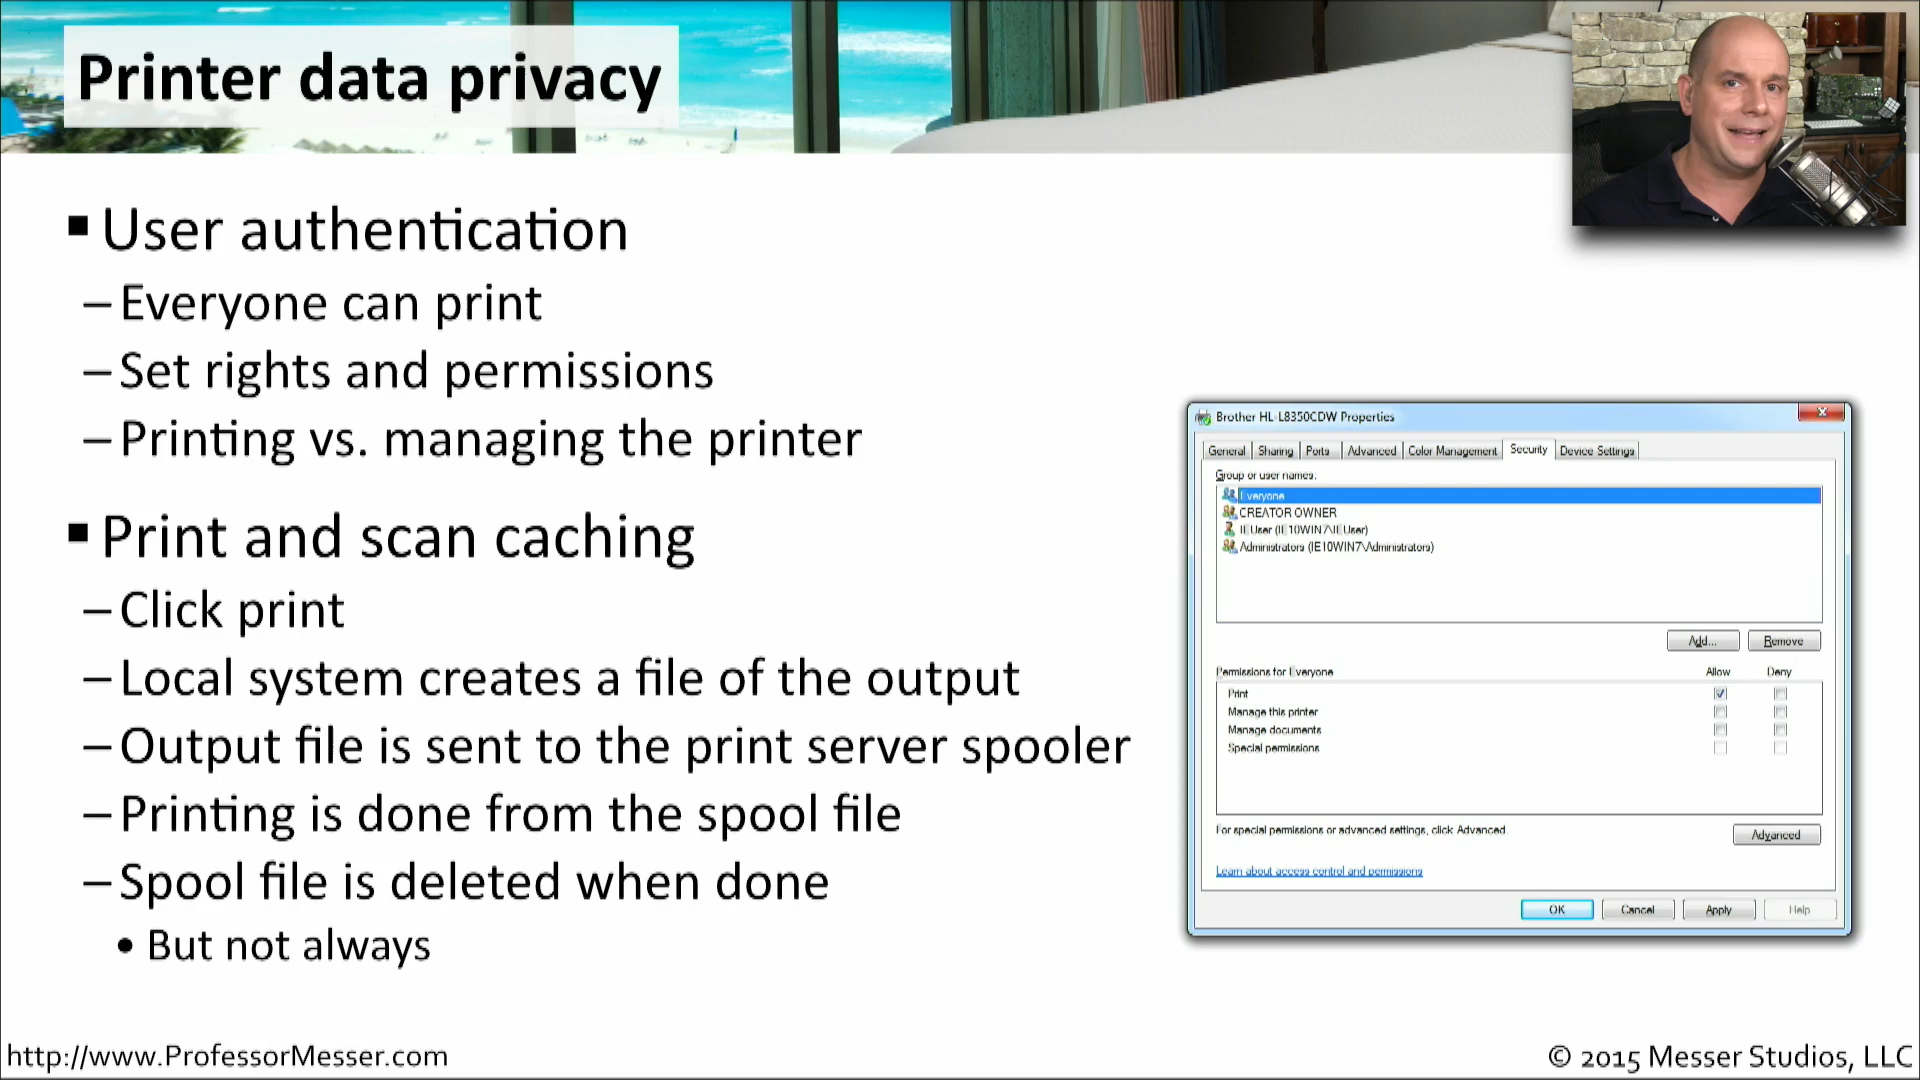 Printer data privacy
▪ User authentication
– Everyone can print
– Set rights and permissions
– Printing vs. managing the printer
▪ Print and scan caching
– Click print
– Local system creates a file of the output
– Output file is sent to the print server spooler
– Printing is done from the spool file
– Spool file is deleted when done
• But not always
Brother HL-L8350CDW Properties
General Sharing Ports Advanced Color Management Security Device Settings
Group or user names:
Everyone
CREATOR OWNER
IEUser (IE10WIN7\IEUser)
Administrators (IE10WIN7\Administrators)
Add... Remove
Permissions for Everyone Allow Deny
Print
Manage this printer
Manage documents
Special permissions
For special permissions or advanced settings, click Advanced.
Advanced
Learn about access control and permissions
OK Cancel Apply Help
http://www.ProfessorMesser.com
© 2015 Messer Studios, LLC